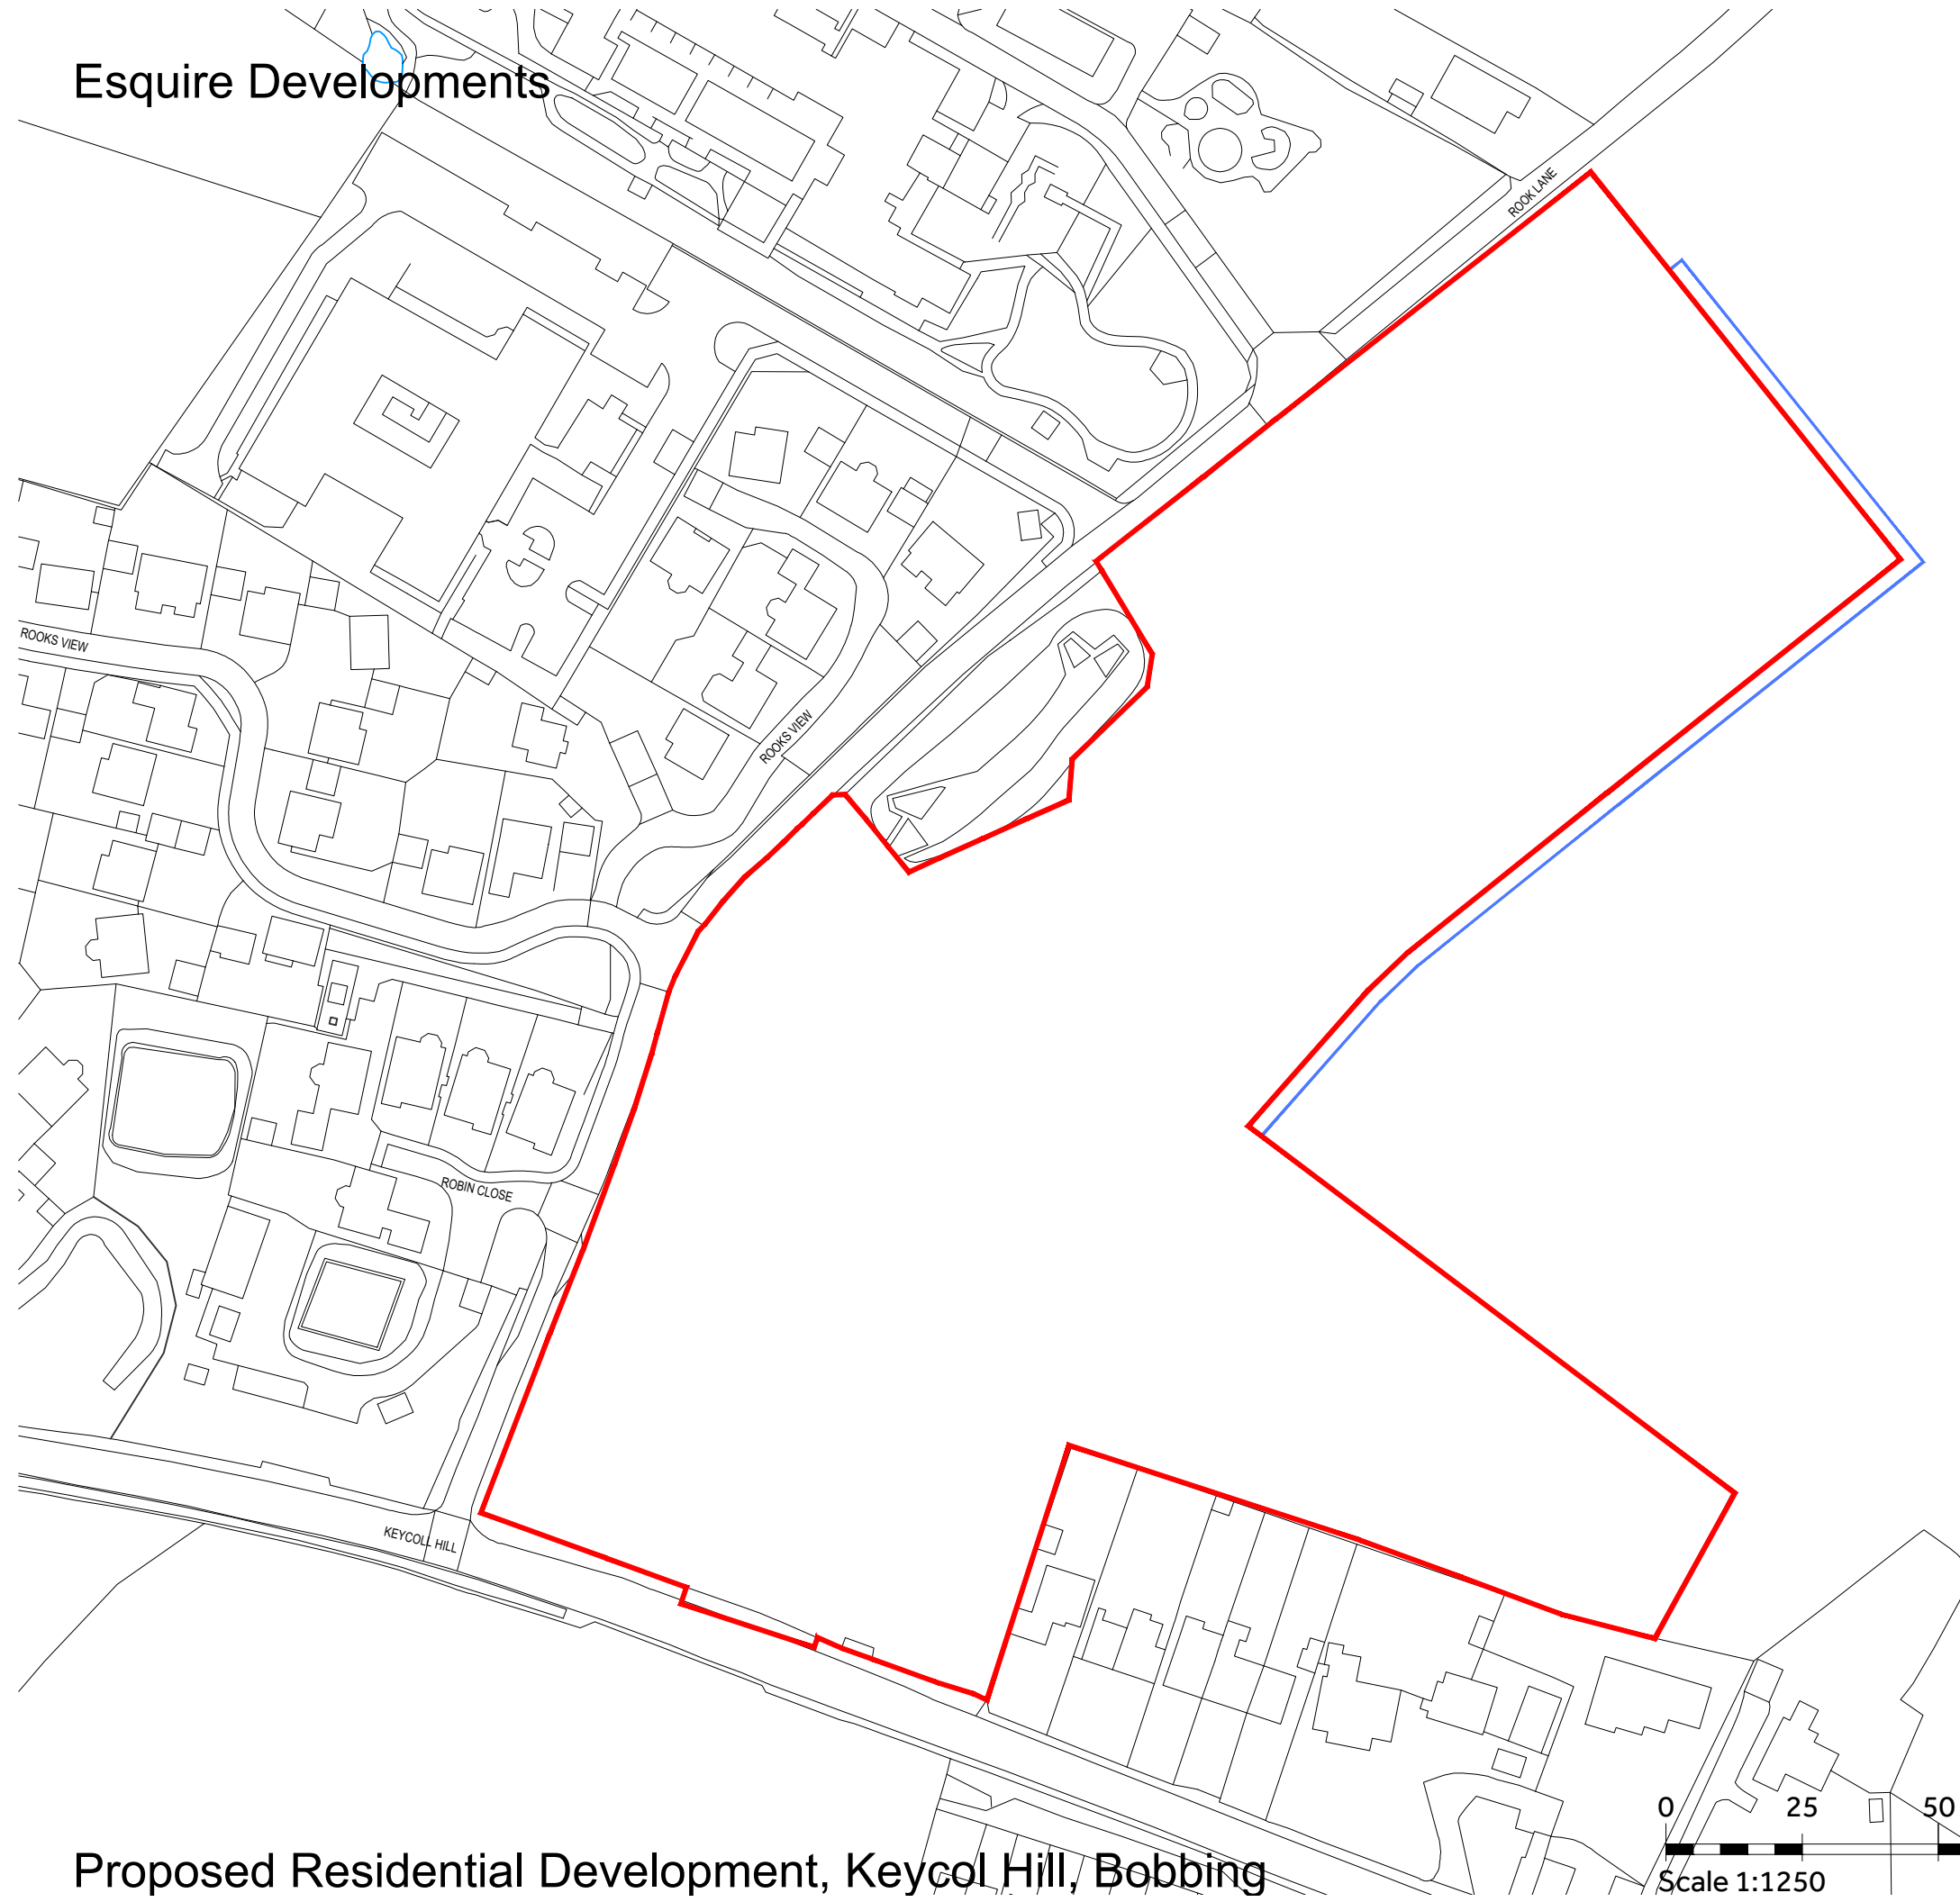 Esquire Developments
ROOK LANE
ROOKS VIEW
ROOKS VIEW
ROBIN CLOSE
KEYCOLL HILL
0 25 50
Scale 1:1250
Proposed Residential Development, Keycol Hill, Bobbing